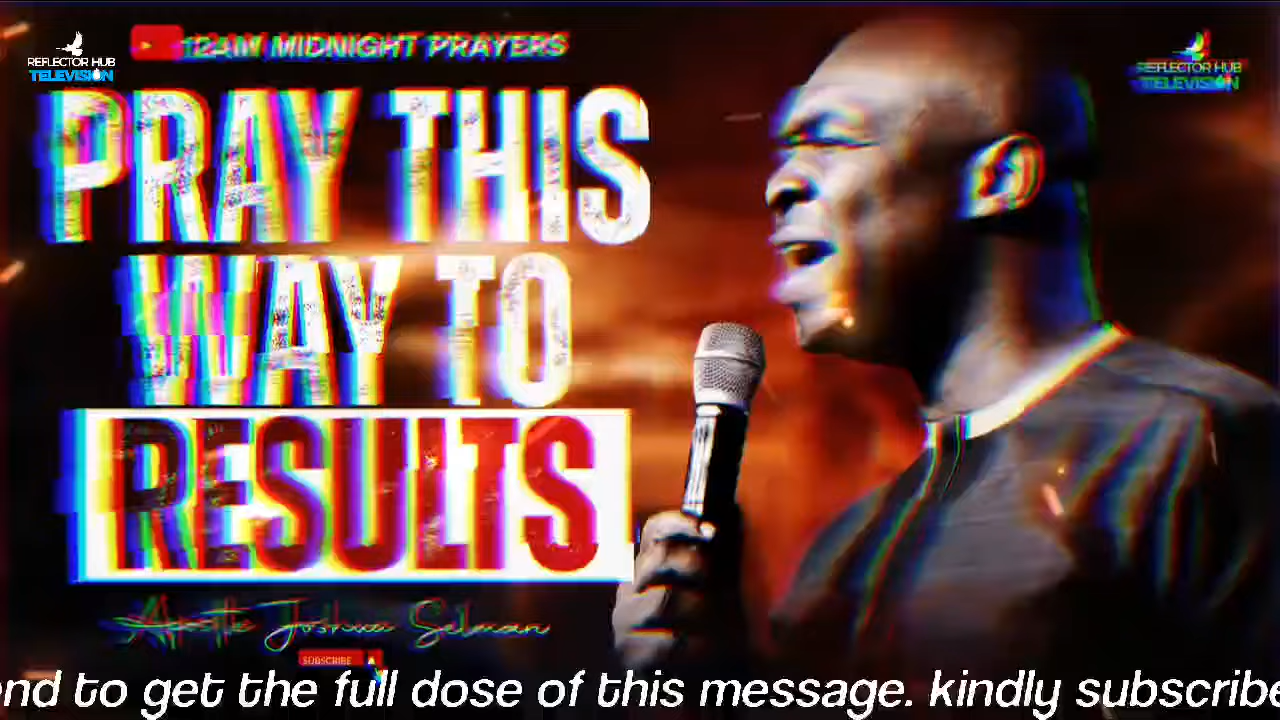 REFLECTOR HUB
TELEVISION
12AM MIDNIGHT PRAYERS
REFLECTOR HUB
TELEVISION
PRAY THIS
WAY TO
RESULTS
Apostle Joshua Selman
SUBSCRIBE
end to get the full dose of this message. kindly subscribe